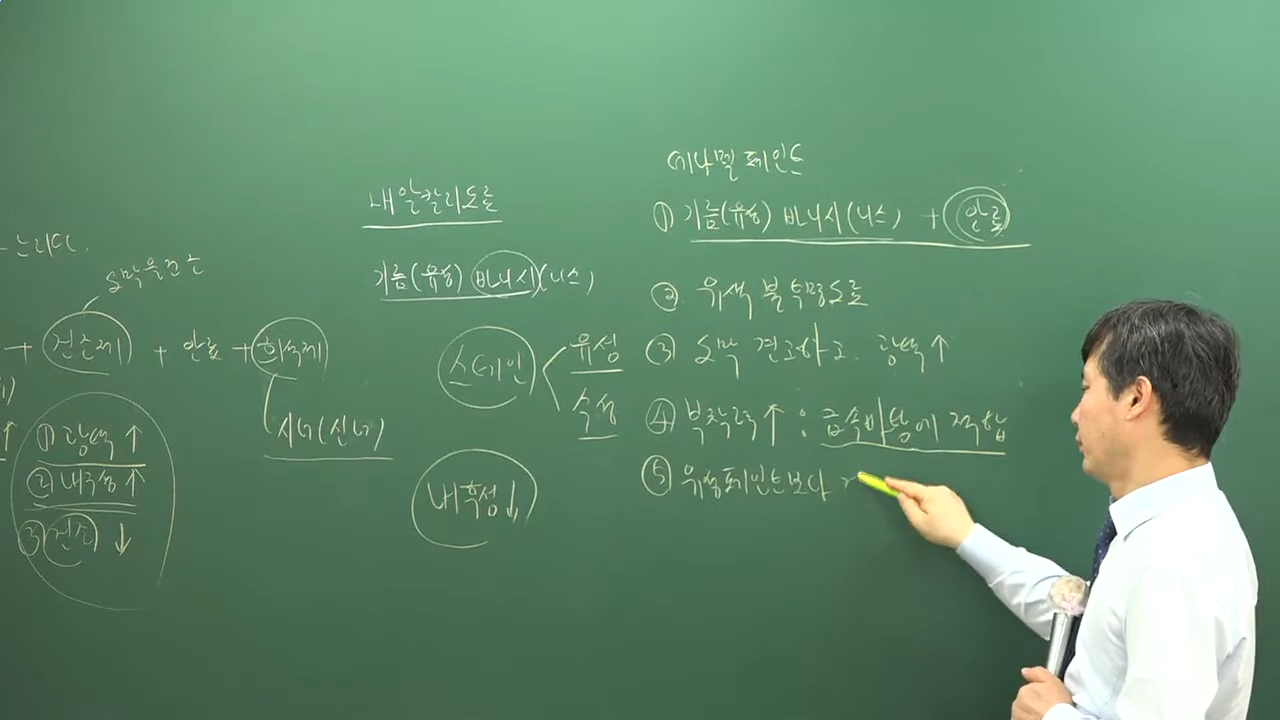 도막을 만드
+ 건조제 + 안료 + 희석제
시너(신너)
① 광택 ↑
② 내구성 ↑
③ 건조 ↓
내알칼리도료
기름(유성) 바니시(니스)
스테인
유성
수성
내후성↓
에나멜 페인트
① 기름(유성) 바니시(니스) + 안료
② 유색 불투명도료
③ 도막 견고하고 광택↑
④ 부착력↑ : 금속바탕에 적합
⑤ 유성페인트보다